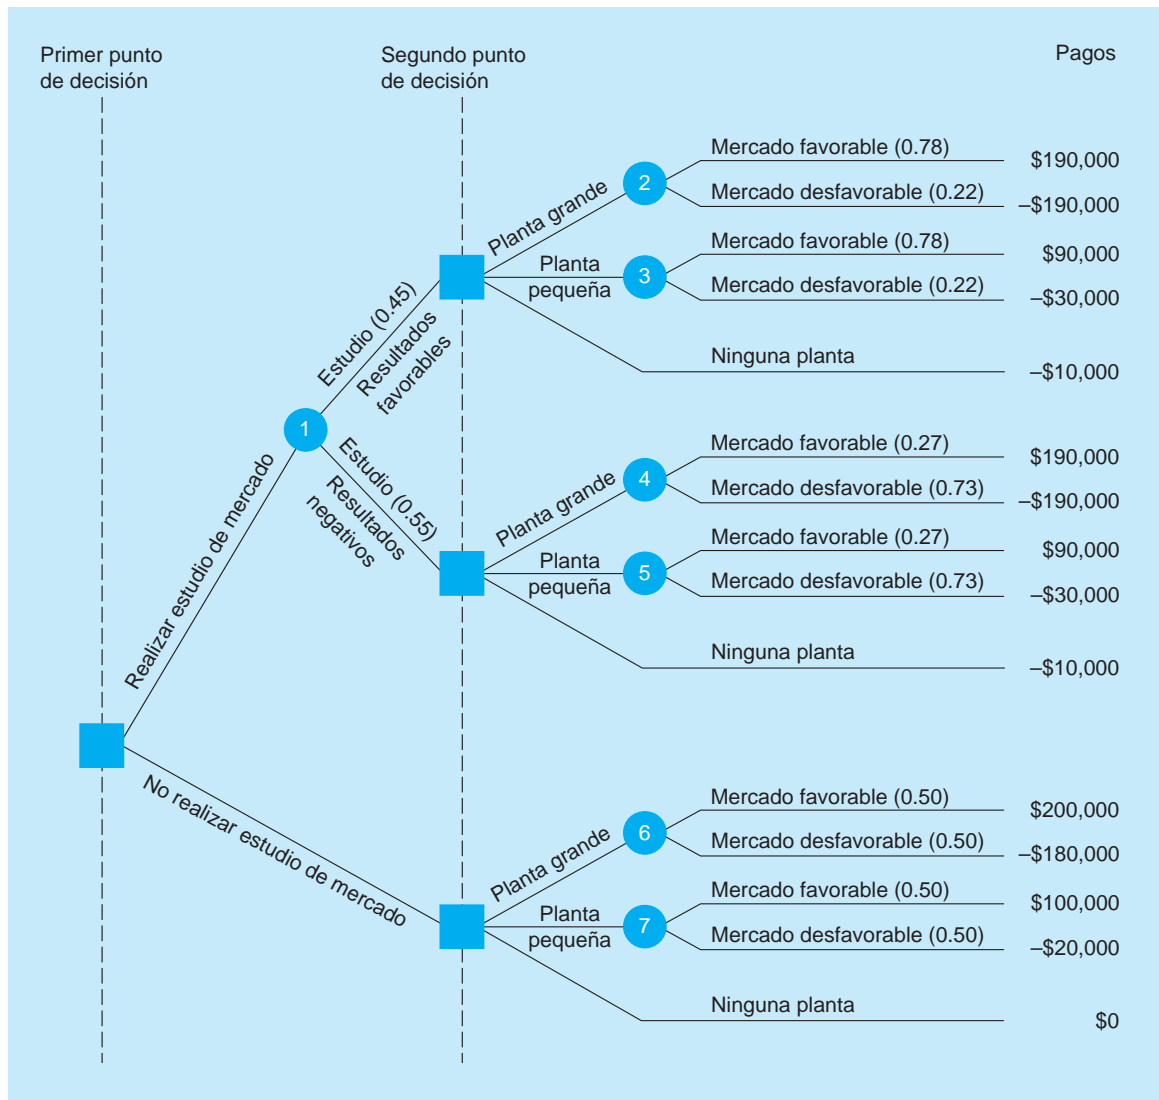 Primer punto
de decisión
Segundo punto
de decisión
Pagos
Mercado favorable (0.78)
$190,000
Mercado desfavorable (0.22)
–$190,000
Planta grande
2
Mercado favorable (0.78)
$90,000
Planta
pequeña
3
Mercado desfavorable (0.22)
–$30,000
Ninguna planta
–$10,000
Estudio (0.45)
Resultados
favorables
1
Estudio (0.55)
Resultados
negativos
Mercado favorable (0.27)
$190,000
Mercado desfavorable (0.73)
–$190,000
Planta grande
4
Mercado favorable (0.27)
$90,000
Planta
pequeña
5
Mercado desfavorable (0.73)
–$30,000
Ninguna planta
–$10,000
Realizar estudio de mercado
No realizar estudio de mercado
Mercado favorable (0.50)
$200,000
Mercado desfavorable (0.50)
–$180,000
Planta grande
6
Mercado favorable (0.50)
$100,000
Planta
pequeña
7
Mercado desfavorable (0.50)
–$20,000
Ninguna planta
$0